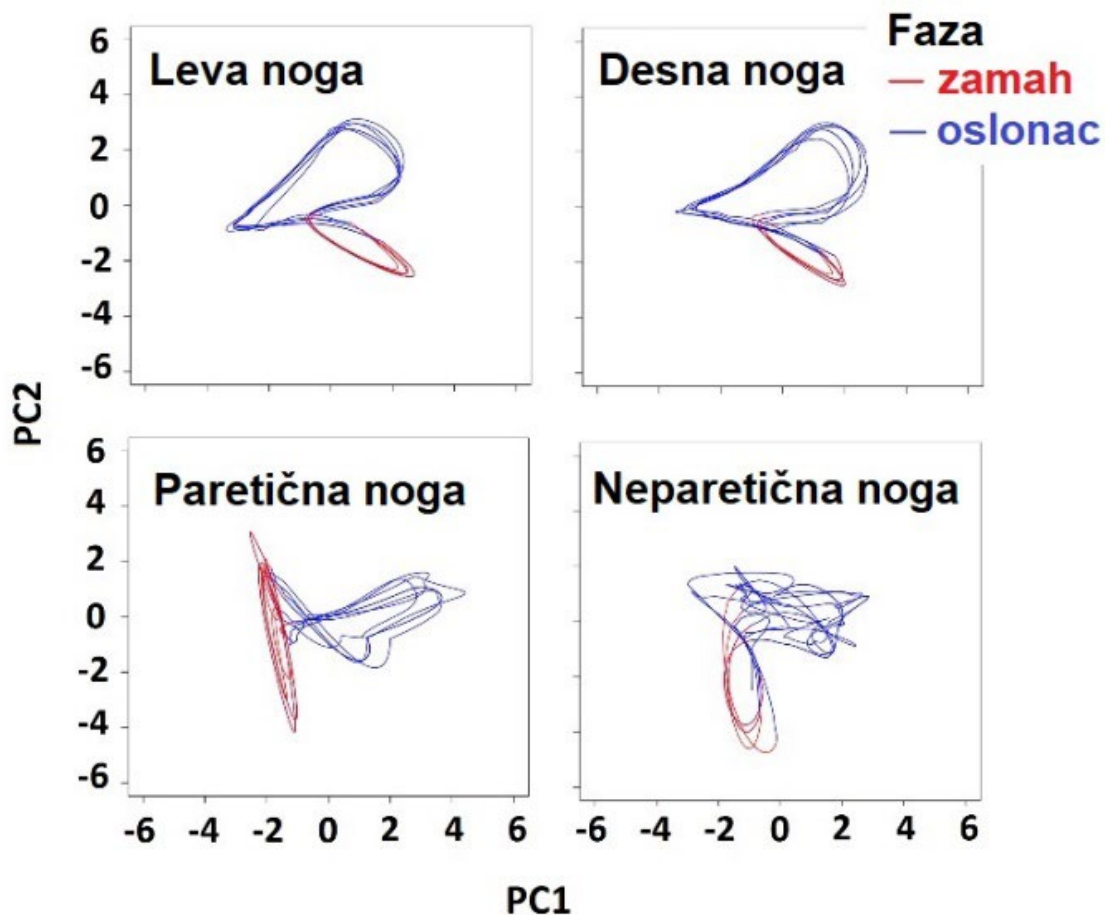 Leva noga
Desna noga
Faza
zamah
oslonac
6
4
2
0
-2
-4
-6
PC2
Paretična noga
Neparetična noga
6
4
2
0
-2
-4
-6
-6 -4 -2 0 2 4 6
-6 -4 -2 0 2 4 6
PC1